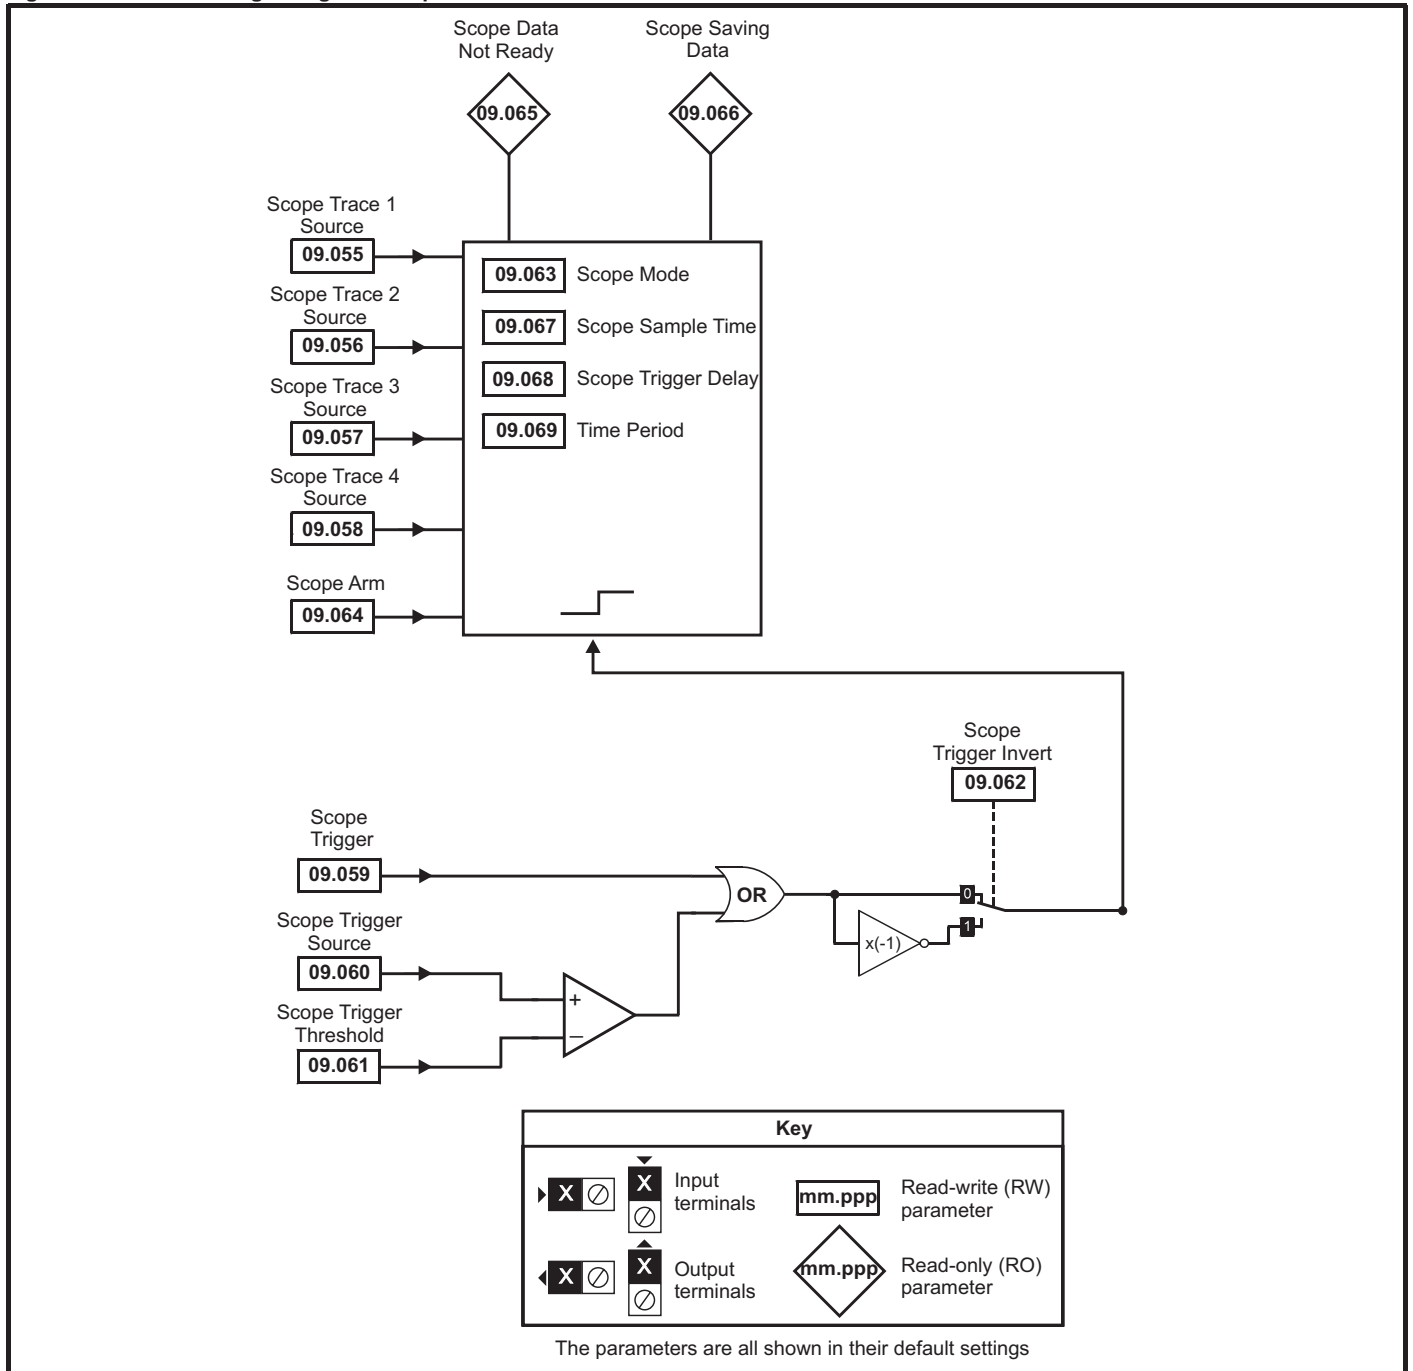 Scope Data
Not Ready
09.065
Scope Saving
Data
09.066
Scope Trace 1
Source
09.055
Scope Trace 2
Source
09.056
Scope Trace 3
Source
09.057
Scope Trace 4
Source
09.058
Scope Arm
09.064
09.063 Scope Mode
09.067 Scope Sample Time
09.068 Scope Trigger Delay
09.069 Time Period
Scope
Trigger Invert
09.062
Scope
Trigger
09.059
Scope Trigger
Source
09.060
Scope Trigger
Threshold
09.061
+
–
OR
x(-1)
0
1
Key
X
X
Input
terminals
mm.ppp
Read-write (RW)
parameter
X
X
Output
terminals
mm.ppp
Read-only (RO)
parameter
The parameters are all shown in their default settings